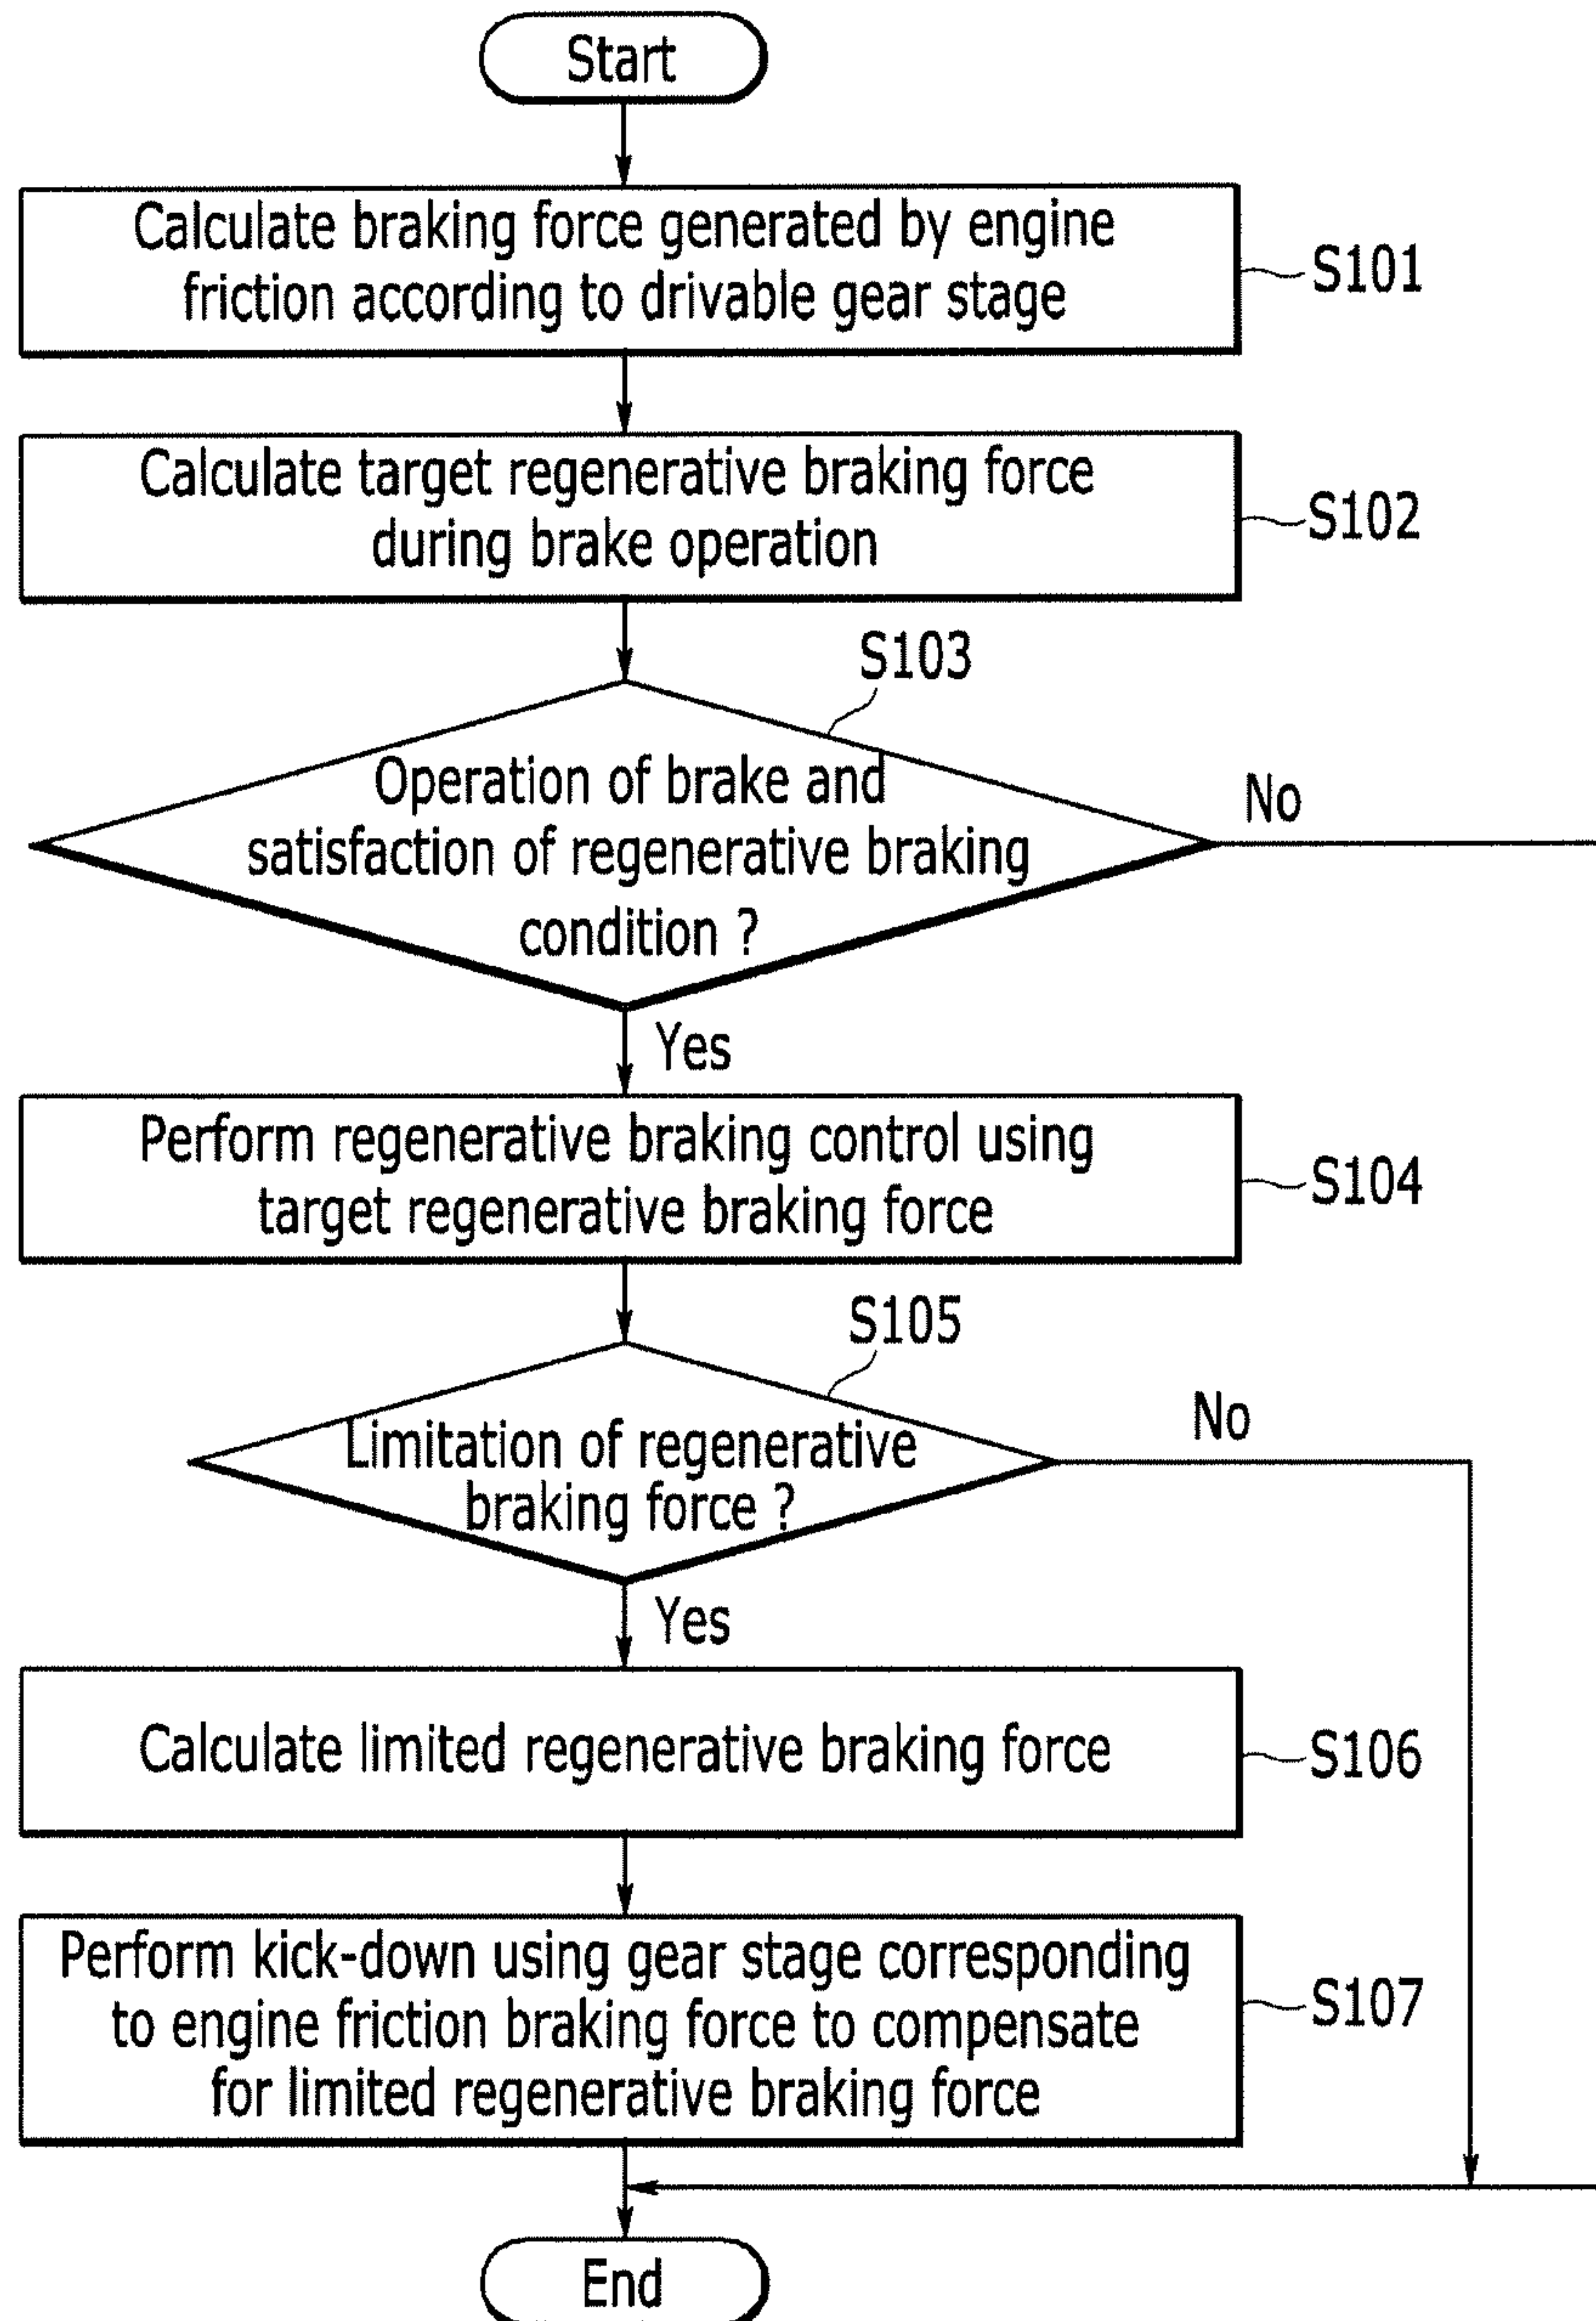 Start
Calculate braking force generated by engine
friction according to drivable gear stage
S101
Calculate target regenerative braking force
during brake operation
S102
S103
Operation of brake and
satisfaction of regenerative braking
condition ?
No
Yes
Perform regenerative braking control using
target regenerative braking force
S104
S105
Limitation of regenerative
braking force ?
No
Yes
Calculate limited regenerative braking force
S106
Perform kick-down using gear stage corresponding
to engine friction braking force to compensate
for limited regenerative braking force
S107
End